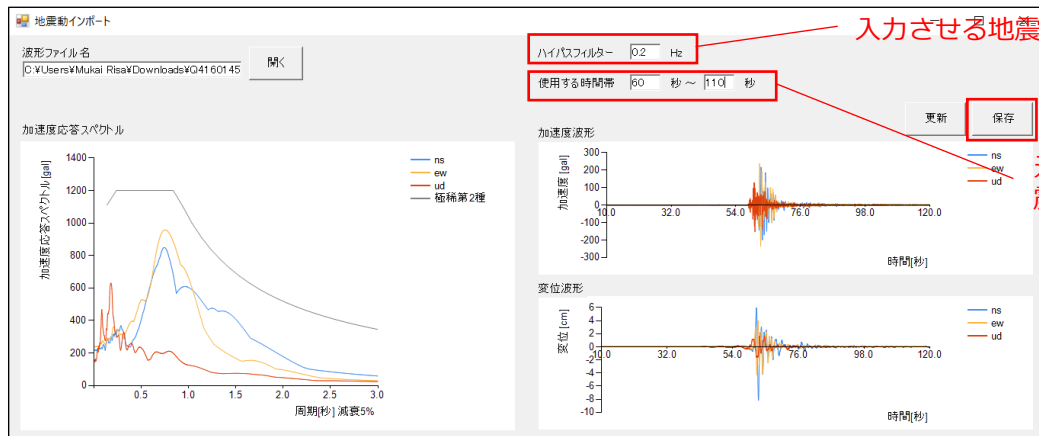 地震動インポート
入力させる地震
波形ファイル名
C:¥Users¥Mukai Risa¥Downloads¥Q4160145
開く
ハイパスフィルター 0.2 Hz
使用する時間帯 60 秒 ～ 110 秒
更新
保存
加速度応答スペクトル
加速度応答スペクトル [gal]
1400
1200
1000
800
600
400
200
0
0.5 1.0 1.5 2.0 2.5 3.0
周期[秒] 減衰5%
ns
ew
ud
極稀第2種
加速度波形
加速度 [gal]
300
200
100
0
-100
-200
-300
10.0 32.0 54.0 76.0 98.0 120.0
時間[秒]
ns
ew
ud
変位波形
変位 [cm]
6
4
2
0
-2
-4
-6
-8
-10
10.0 32.0 54.0 76.0 98.0 120.0
時間[秒]
ns
ew
ud